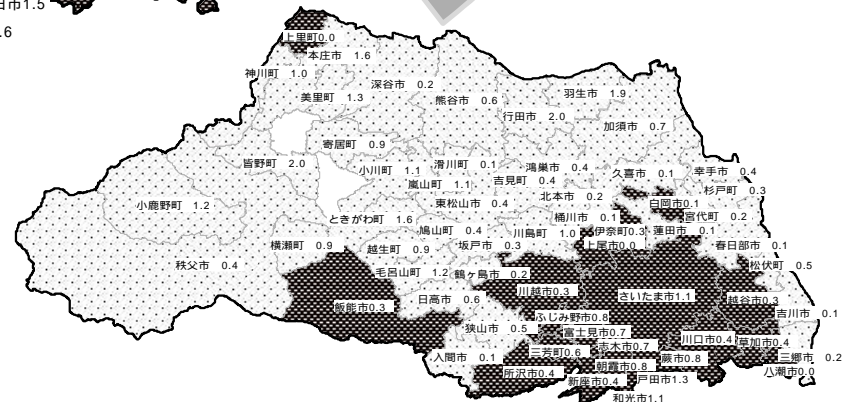 田市1.5
.6
上里町0.0
本庄市 1.6
神川町 1.0
深谷市 0.2
美里町 1.3
熊谷市 0.6
羽生市 1.9
行田市 2.0
加須市 0.7
寄居町 0.9
皆野町 2.0
小川町 1.1
滑川町 0.1
嵐山町 1.1
吉見町 0.4
鴻巣市 0.4
久喜市 0.1
幸手市 0.4
杉戸町 0.3
小鹿野町 1.2
東松山市 0.4
北本市 0.2
白岡市0.1
宮代町 0.2
ときがわ町 1.6
桶川市 0.1
鳩山町 0.4
川島町 1.0
伊奈町0.3
蓮田市 0.1
横瀬町 0.9
越生町 0.9
坂戸市 0.3
上尾市0.0
春日部市 0.1
秩父市 0.4
毛呂山町 1.2
鶴ヶ島市 0.2
松伏町 0.5
川越市0.3
さいたま市1.1
越谷市0.3
飯能市0.3
日高市 0.6
ふじみ野市0.8
吉川市 0.1
狭山市 0.5
富士見市0.7
川口市0.4
草加市0.4
入間市 0.1
三芳町0.6
志木市0.7
蕨市0.8
三郷市 0.2
所沢市0.4
朝霞市0.8
八潮市0.0
新座市0.4
戸田市1.3
和光市1.1